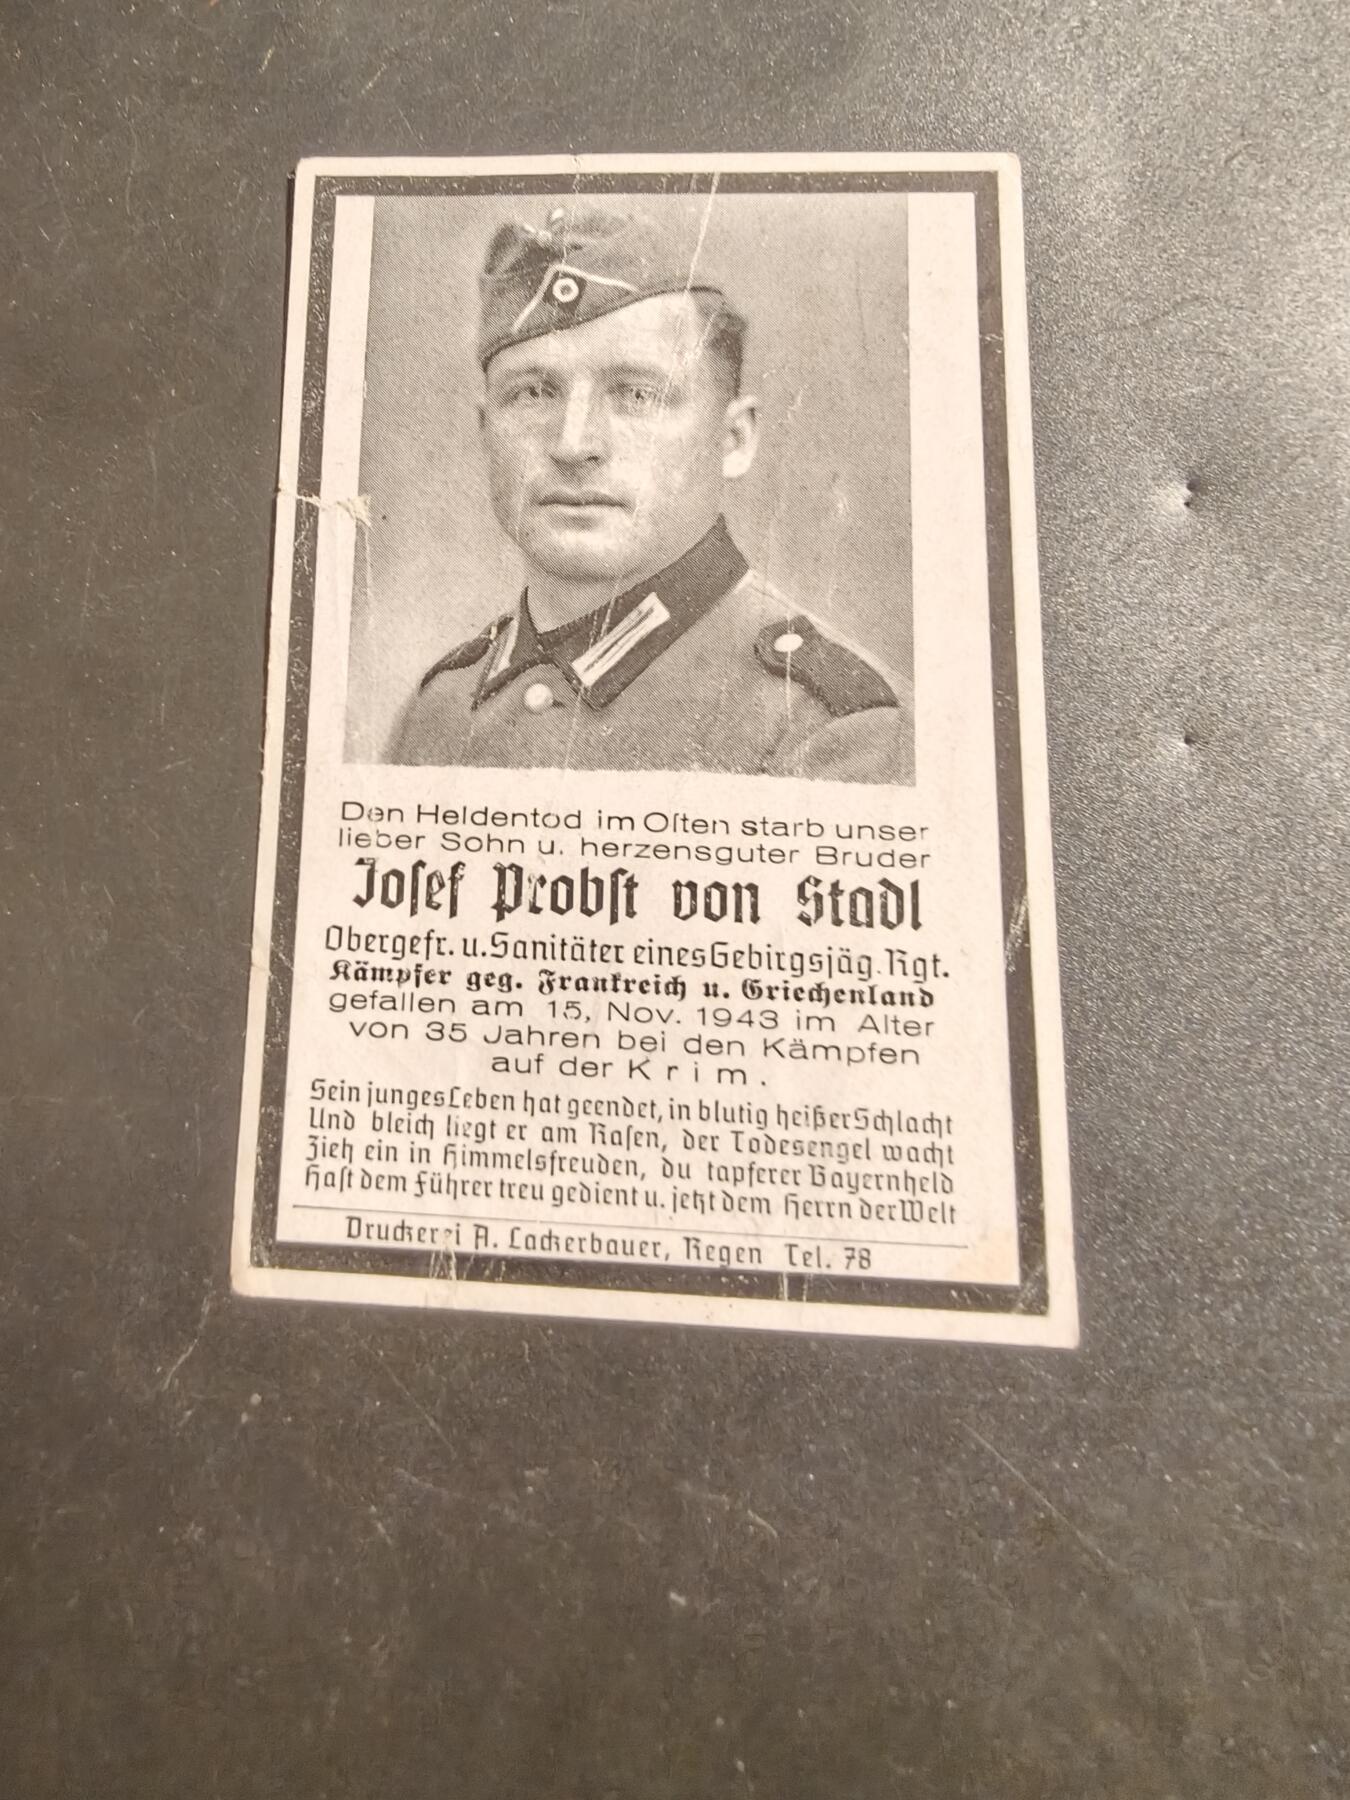 Den Heldentod im Oſten starb unser
lieber Sohn u. herzensguter Bruder
Joſef Probſt von Stadl
Obergefr. u. Sanitäter eines Gebirgsjäg. Rgt.
Kämpfer geg. Frankreich u. Griechenland
gefallen am 15, Nov. 1943 im Alter
von 35 Jahren bei den Kämpfen
auf der K r i m .
Sein junges Leben hat geendet, in blutig heißer Schlacht
Und bleich liegt er am Raſen, der Todesengel wacht
Zieh ein in Himmelsfreuden, du tapferer Bayernheld
Haſt dem Führer treu gedient u. jetzt dem Herrn der Welt
Druckerei A. Lackerbauer, Regen Tel. 78